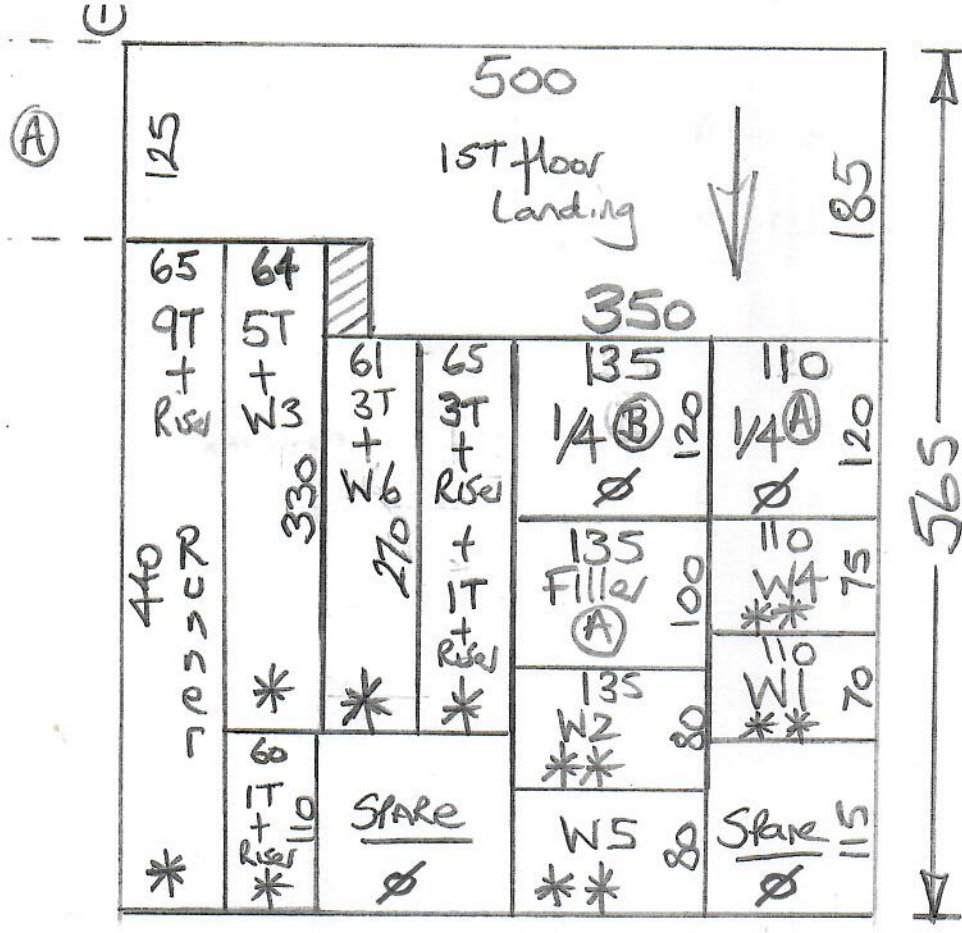 1
A
500
125
1ST floor
Landing
185
350
565
65
9T
+
Riser
440
Runner
*
64
5T
+
W3
330
*
60
1T
+
Riser
110
*
61
3T
+
W6
270
*
65
3T
+
Riser
+
1T
+
Riser
*
SPARE
Ø
135
1/4 B
120
Ø
135
Filler
A
100
135
W2
80
**
W5
80
**
110
1/4 A
120
Ø
110
W4
75
**
110
W1
70
**
Spare
115
Ø